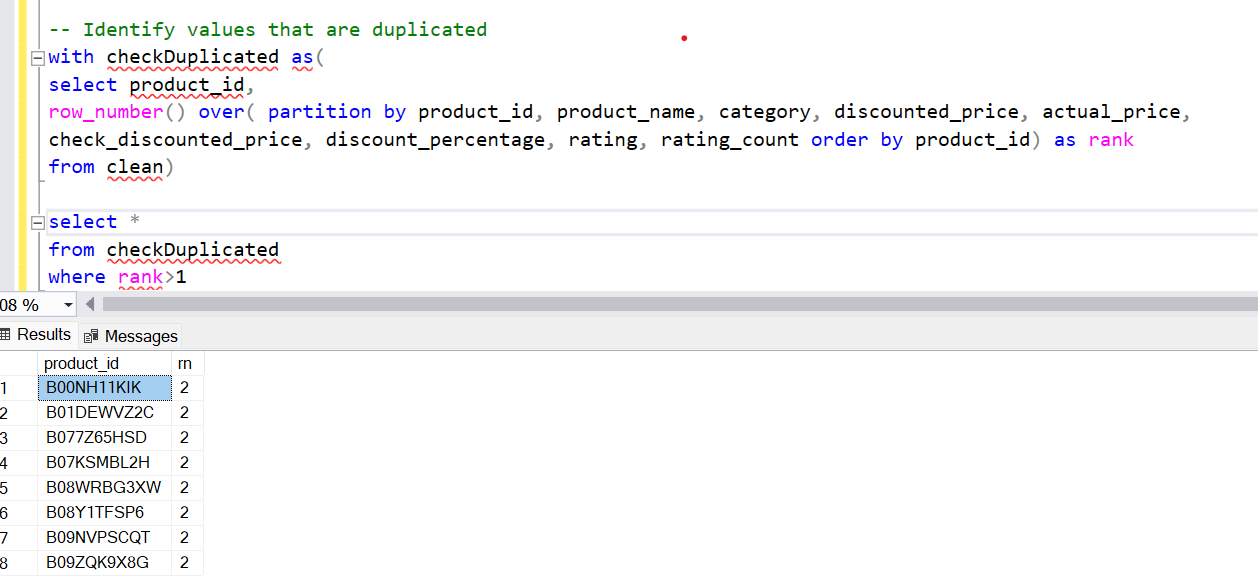 -- Identify values that are duplicated
with checkDuplicated as(
select product_id,
row_number() over( partition by product_id, product_name, category, discounted_price, actual_price,
check_discounted_price, discount_percentage, rating, rating_count order by product_id) as rank
from clean)
select *
from checkDuplicated
where rank>1
08 %
Results Messages
product_id rn
1 B00NH11KIK 2
2 B01DEWVZ2C 2
3 B077Z65HSD 2
4 B07KSMBL2H 2
5 B08WRBG3XW 2
6 B08Y1TFSP6 2
7 B09NVPSCQT 2
8 B09ZQK9X8G 2